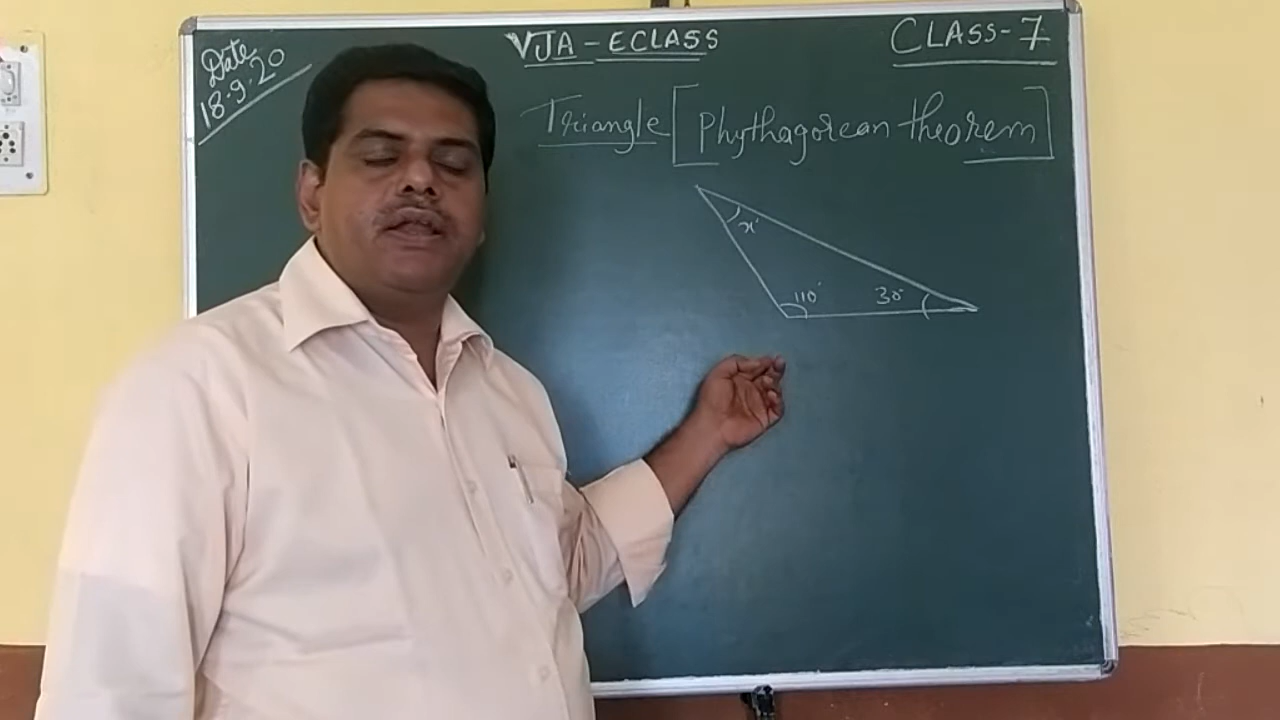 Date
18.9.20
VJA - ECLASS
CLASS-7
Triangle [Phythagorean theorem]
x°
110°
30°